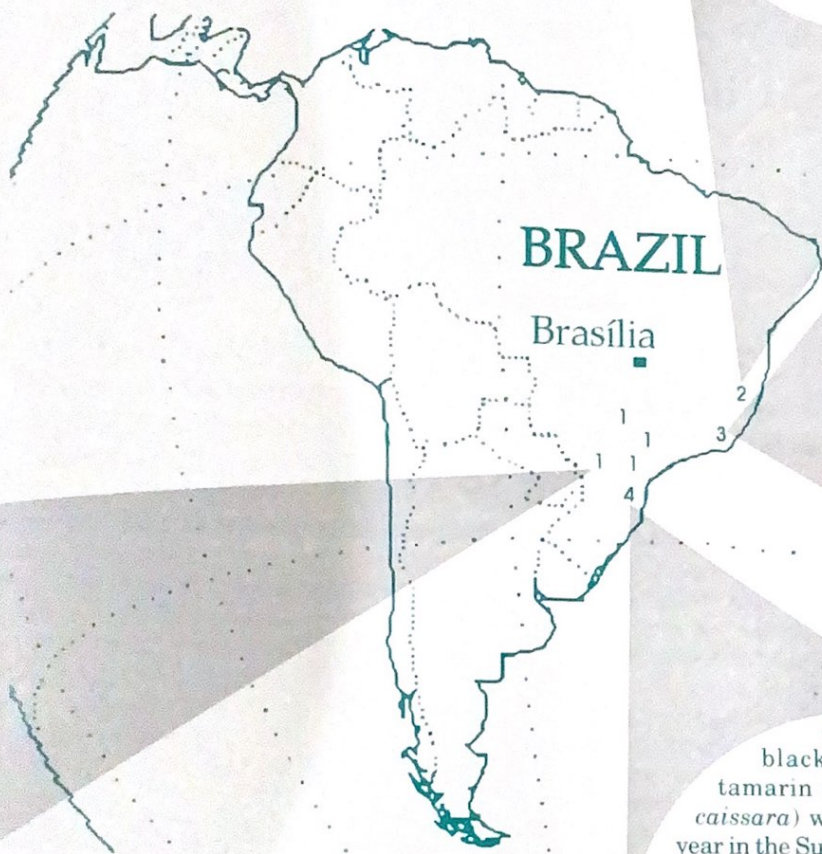 BRAZIL
Brasília
2
1
1
3
1
1
4
black
tamarin
caissara) w
year in the Su